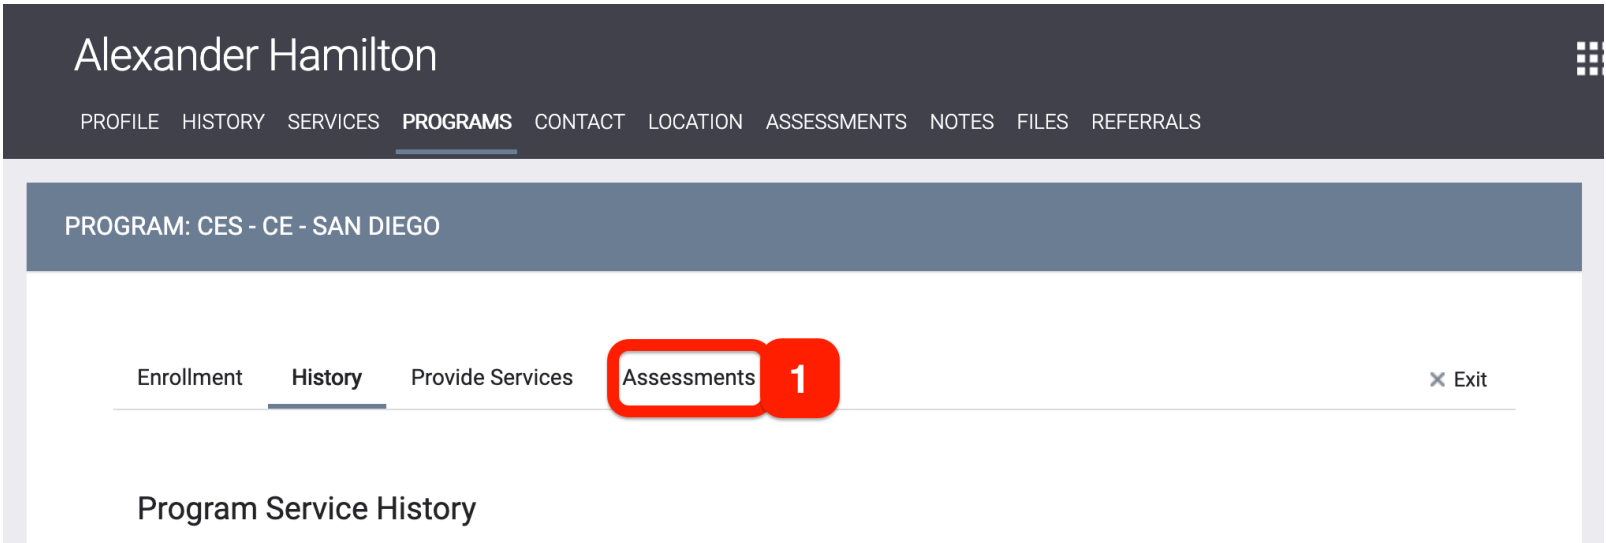 Alexander Hamilton
PROFILE HISTORY SERVICES PROGRAMS CONTACT LOCATION ASSESSMENTS NOTES FILES REFERRALS
PROGRAM: CES - CE - SAN DIEGO
Enrollment History Provide Services Assessments 1 Exit
Program Service History